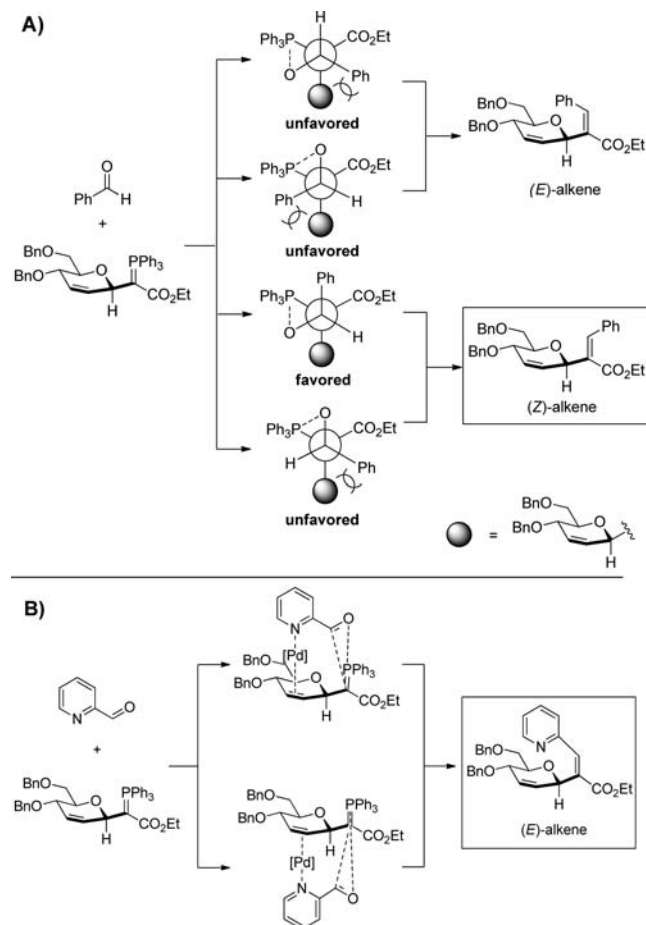 A)
H
Ph3P
CO2Et
O
Ph
unfavored
O
Ph3P
CO2Et
Ph
H
unfavored
Ph
BnO
O
BnO
CO2Et
H
(E)-alkene
O
Ph
H
+
BnO
O
PPh3
BnO
CO2Et
H
Ph
Ph3P
CO2Et
O
H
favored
O
Ph3P
CO2Et
H
Ph
unfavored
BnO
O
Ph
BnO
CO2Et
H
(Z)-alkene
=
BnO
O
BnO
H
B)
N
O
+
BnO
O
PPh3
BnO
CO2Et
H
N
O
[Pd]
BnO
O
PPh3
BnO
CO2Et
H
BnO
O
PPh3
BnO
CO2Et
H
[Pd]
N
O
N
BnO
O
BnO
CO2Et
H
(E)-alkene